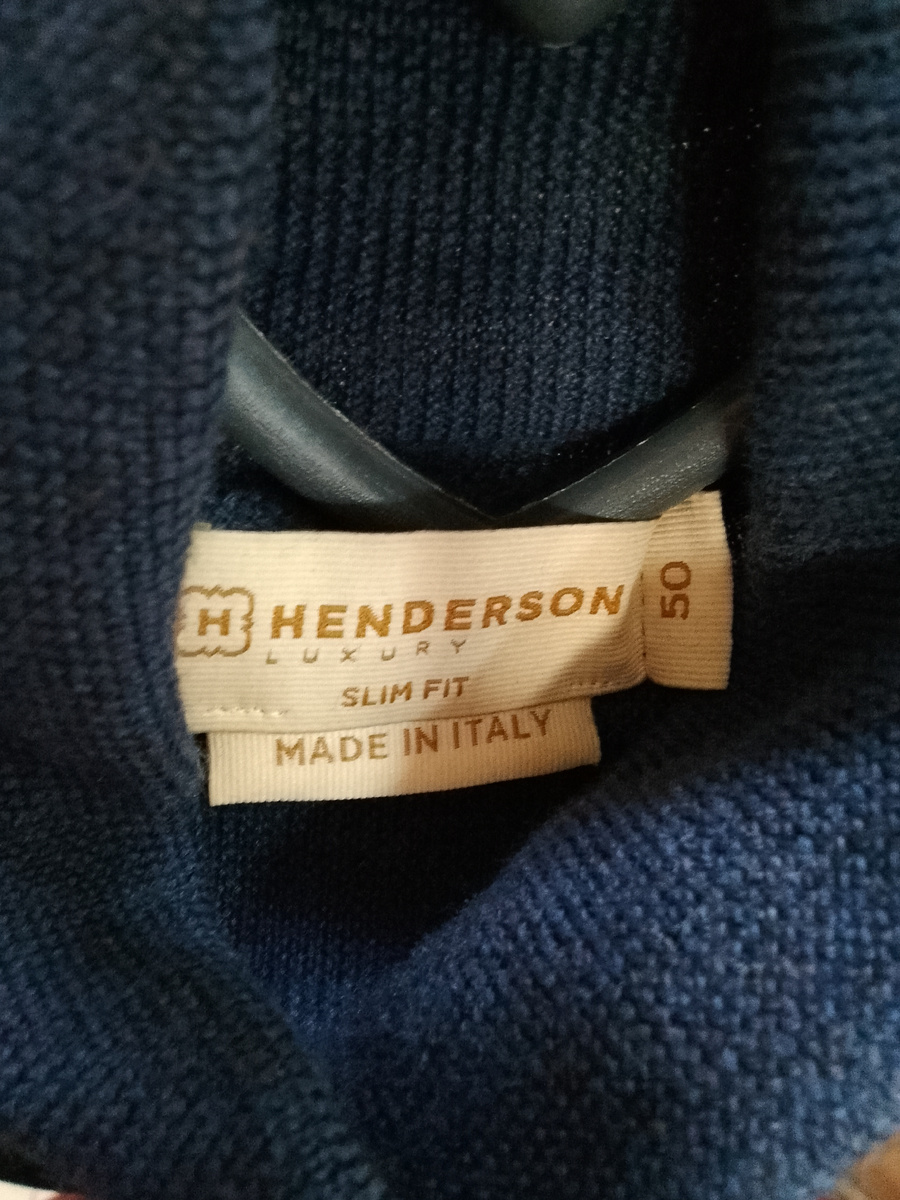 H HENDERSON
LUXURY
SLIM FIT
MADE IN ITALY
50